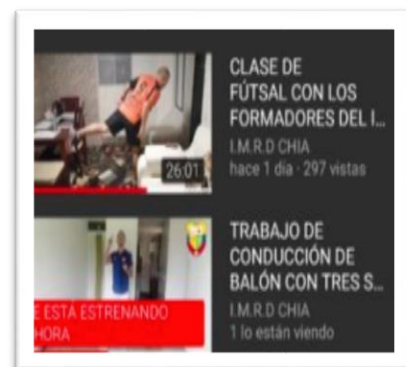 CLASE DE
FÚTSAL CON LOS
FORMADORES DEL I...
I.M.R.D CHIA
hace 1 día · 297 vistas
26:01
TRABAJO DE
CONDUCCIÓN DE
BALÓN CON TRES S...
I.M.R.D CHIA
1 lo están viendo
E ESTÁ ESTRENANDO
HORA